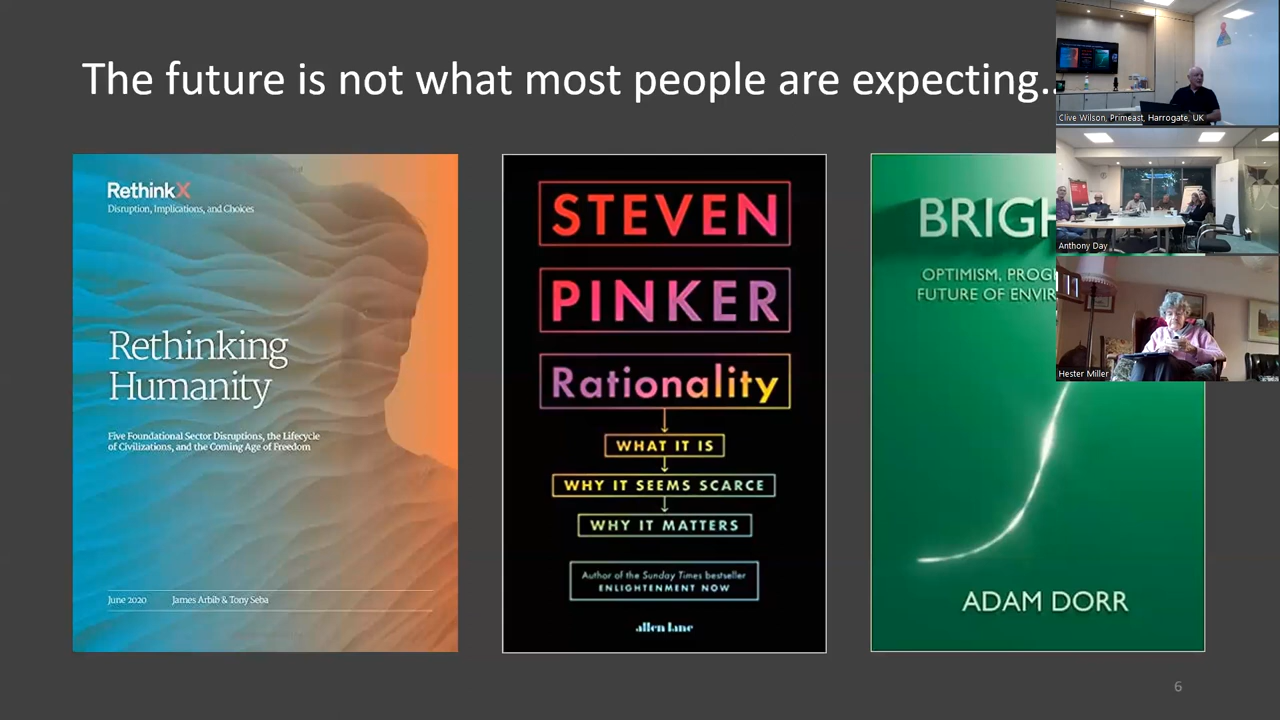 The future is not what most people are expecting..
RethinkX
Disruption, Implications, and Choices
Rethinking
Humanity
Five Foundational Sector Disruptions, the Lifecycle
of Civilizations, and the Coming Age of Freedom
June 2020 James Arbib & Tony Seba
STEVEN
PINKER
Rationality
WHAT IT IS
WHY IT SEEMS SCARCE
WHY IT MATTERS
Author of the Sunday Times bestseller
ENLIGHTENMENT NOW
allen lane
BRIGH
OPTIMISM, PROG
FUTURE OF ENVIR
ADAM DORR
Clive Wilson, Primeast, Harrogate, UK
Anthony Day
Hester Miller
6